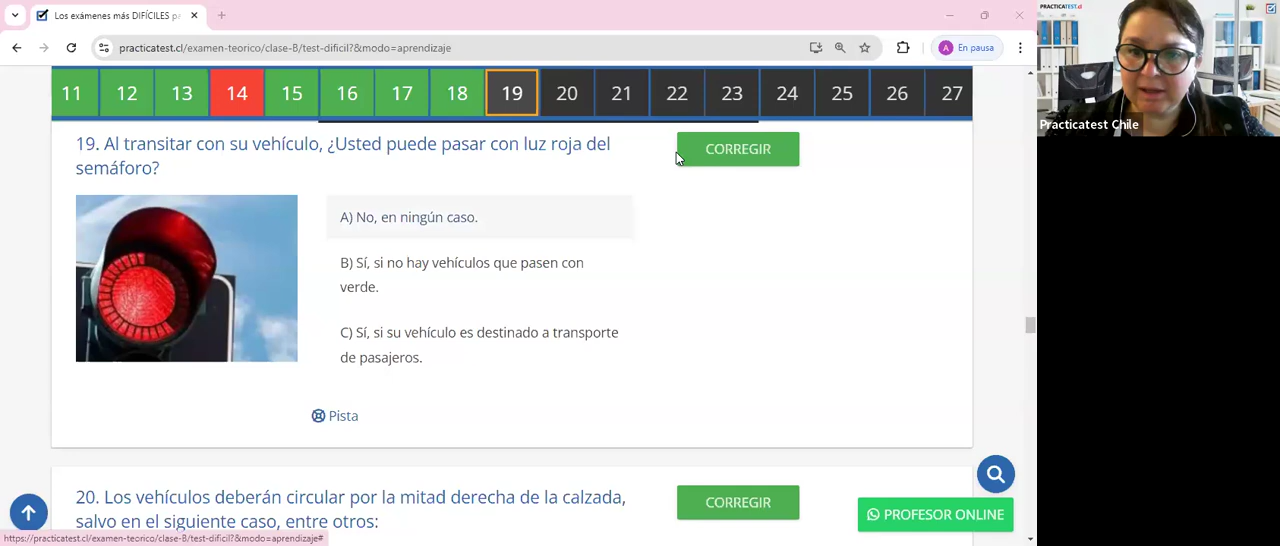 Los exámenes más DIFÍCILES pa
practicatest.cl/examen-teorico/clase-B/test-dificil?&modo=aprendizaje
A
En pausa
11 12 13 14 15 16 17 18 19 20 21 22 23 24 25 26 27
19. Al transitar con su vehículo, ¿Usted puede pasar con luz roja del
semáforo?
CORREGIR
A) No, en ningún caso.
B) Sí, si no hay vehículos que pasen con
verde.
C) Sí, si su vehículo es destinado a transporte
de pasajeros.
Pista
20. Los vehículos deberán circular por la mitad derecha de la calzada,
salvo en el siguiente caso, entre otros:
CORREGIR
PROFESOR ONLINE
https://practicatest.cl/examen-teorico/clase-B/test-dificil?&modo=aprendizaje#
PRACTICATEST.cl
Practicatest Chile